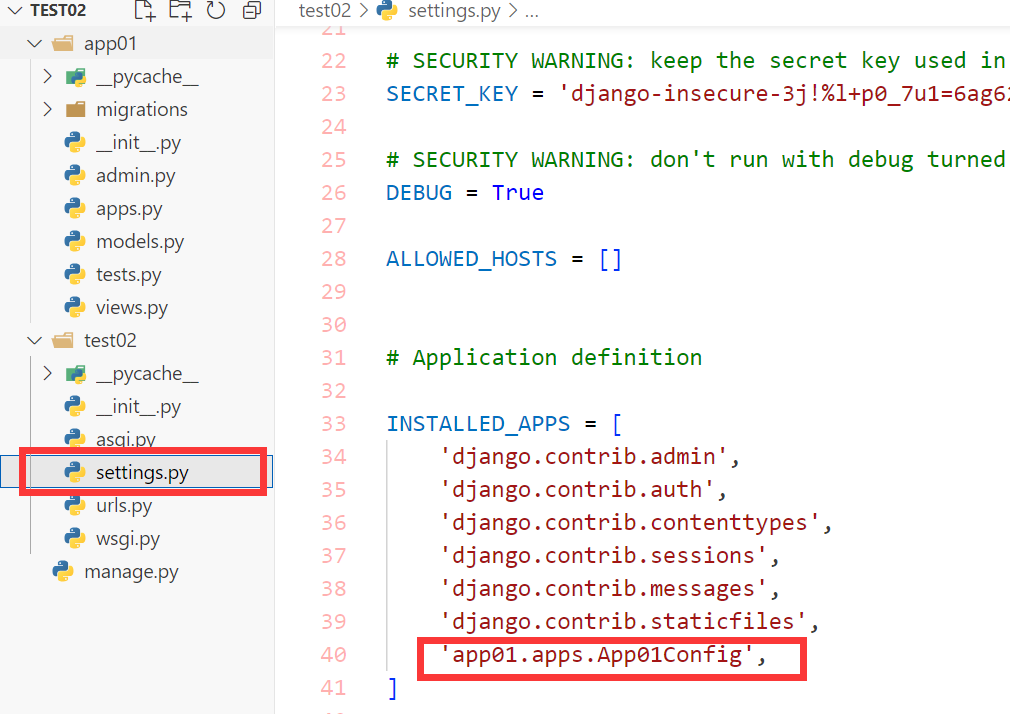 TEST02
app01
__pycache__
migrations
__init__.py
admin.py
apps.py
models.py
tests.py
views.py
test02
__pycache__
__init__.py
asgi.py
settings.py
urls.py
wsgi.py
manage.py
test02 > settings.py > ...
21
22 # SECURITY WARNING: keep the secret key used in
23 SECRET_KEY = 'django-insecure-3j!%l+p0_7u1=6ag62
24
25 # SECURITY WARNING: don't run with debug turned
26 DEBUG = True
27
28 ALLOWED_HOSTS = []
29
30
31 # Application definition
32
33 INSTALLED_APPS = [
34 'django.contrib.admin',
35 'django.contrib.auth',
36 'django.contrib.contenttypes',
37 'django.contrib.sessions',
38 'django.contrib.messages',
39 'django.contrib.staticfiles',
40 'app01.apps.App01Config',
41 ]